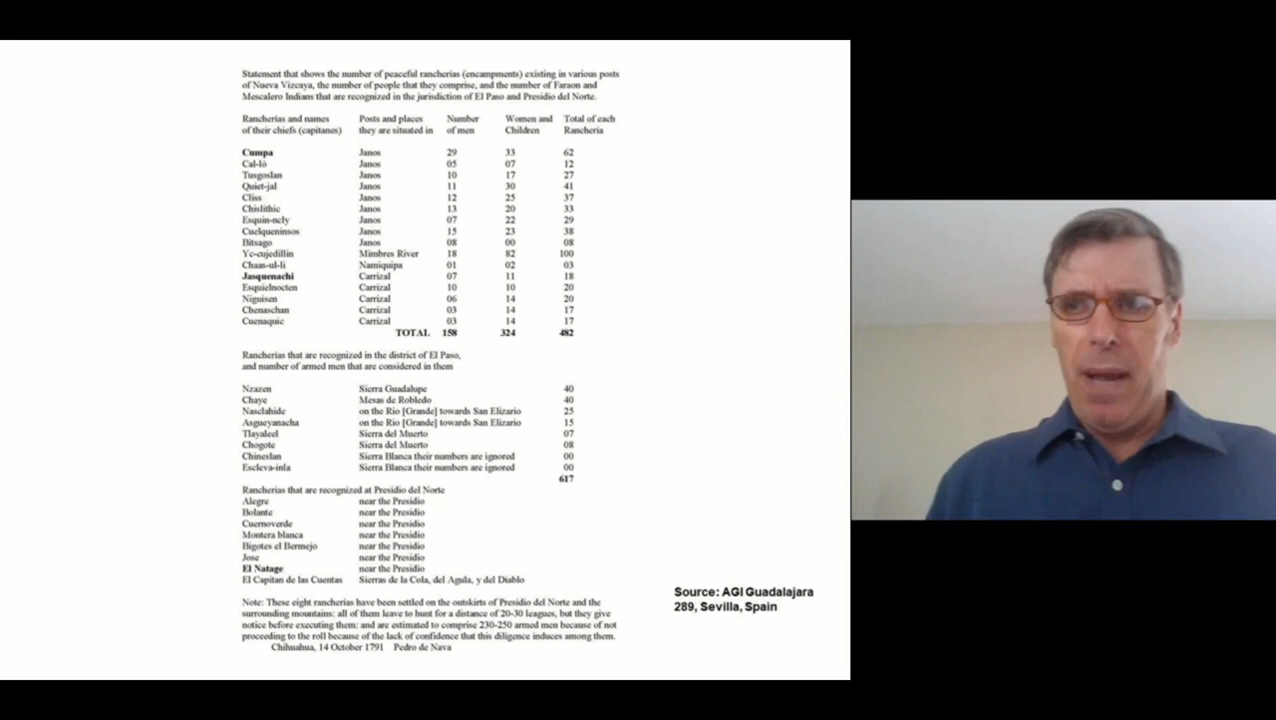 Statement that shows the number of peaceful rancherias (encampments) existing in various posts
of Nueva Vizcaya, the number of people that they comprise, and the number of Faraon and
Mescalero Indians that are recognized in the jurisdiction of El Paso and Presidio del Norte.
Rancherias and names Posts and places Number Women and Total of each
of their chiefs (capitanes) they are situated in of men Children Rancheria
Cumpa Janos 29 33 62
Cal-lò Janos 05 07 12
Tusgoslan Janos 10 17 27
Quiet-jal Janos 11 30 41
Cliss Janos 12 25 37
Chislithic Janos 13 20 33
Esquin-ncly Janos 07 22 29
Cuelqueninsos Janos 15 23 38
Bitsago Janos 08 00 08
Ye-cujedillin Mimbres River 18 82 100
Chaas-ul-li Namiquipa 01 02 03
Jasquenachi Carrizal 07 11 18
Esquielnocten Carrizal 10 10 20
Niguisen Carrizal 06 14 20
Chenaschan Carrizal 03 14 17
Cuenaquic Carrizal 03 14 17
TOTAL 158 324 482
Rancherias that are recognized in the district of El Paso,
and number of armed men that are considered in them
Nzazen Sierra Guadalupe 40
Chaye Mesas de Robledo 40
Nasclahide on the Rio [Grande] towards San Elizario 25
Asgueyanacha on the Rio [Grande] towards San Elizario 15
Tlayaleel Sierra del Muerto 07
Chogote Sierra del Muerto 08
Chineslan Sierra Blanca their numbers are ignored 00
Escleva-inla Sierra Blanca their numbers are ignored 00
617
Rancherias that are recognized at Presidio del Norte
Alegre near the Presidio
Bolante near the Presidio
Cuernoverde near the Presidio
Montera blanca near the Presidio
Bigotes el Bermejo near the Presidio
Jose near the Presidio
El Natage near the Presidio
El Capitan de las Cuentas Sierras de la Cola, del Agula, y del Diablo
Note: These eight rancherias have been settled on the outskirts of Presidio del Norte and the
surrounding mountains: all of them leave to hunt for a distance of 20-30 leagues, but they give
notice before executing them: and are estimated to comprise 230-250 armed men because of not
proceeding to the roll because of the lack of confidence that this diligence induces among them.
Chihuahua, 14 October 1791 Pedro de Nava
Source: AGI Guadalajara
289, Sevilla, Spain